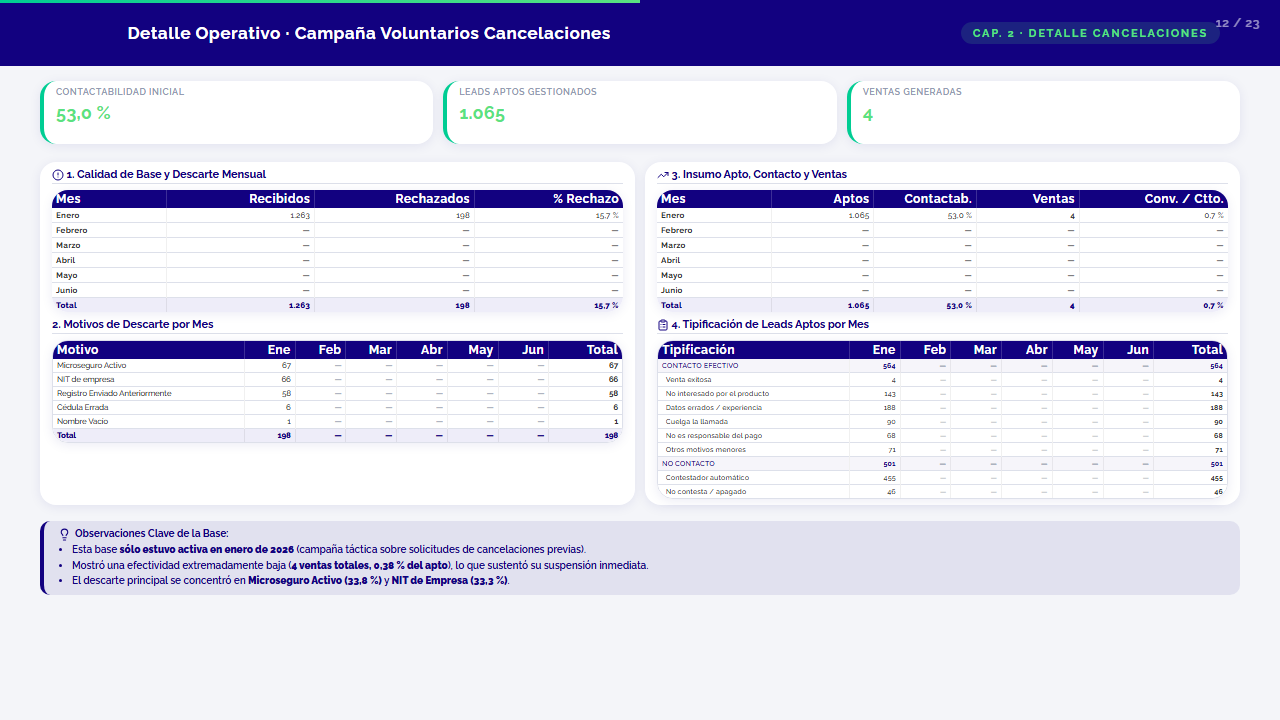 Detalle Operativo · Campaña Voluntarios Cancelaciones
CAP. 2 · DETALLE CANCELACIONES
12 / 23
CONTACTABILIDAD INICIAL
53,0 %
LEADS APTOS GESTIONADOS
1.065
VENTAS GENERADAS
4
1. Calidad de Base y Descarte Mensual
Mes Recibidos Rechazados % Rechazo
Enero 1.263 198 15,7 %
Febrero — — —
Marzo — — —
Abril — — —
Mayo — — —
Junio — — —
Total 1.263 198 15,7 %
2. Motivos de Descarte por Mes
Motivo Ene Feb Mar Abr May Jun Total
Microseguro Activo 67 — — — — — 67
NIT de empresa 66 — — — — — 66
Registro Enviado Anteriormente 58 — — — — — 58
Cédula Errada 6 — — — — — 6
Nombre Vacío 1 — — — — — 1
Total 198 — — — — — 198
3. Insumo Apto, Contacto y Ventas
Mes Aptos Contactab. Ventas Conv. / Ctto.
Enero 1.065 53,0 % 4 0,7 %
Febrero — — — —
Marzo — — — —
Abril — — — —
Mayo — — — —
Junio — — — —
Total 1.065 53,0 % 4 0,7 %
4. Tipificación de Leads Aptos por Mes
Tipificación Ene Feb Mar Abr May Jun Total
CONTACTO EFECTIVO 564 — — — — — 564
Venta exitosa 4 — — — — — 4
No interesado por el producto 143 — — — — — 143
Datos errados / experiencia 188 — — — — — 188
Cuelga la llamada 90 — — — — — 90
No es responsable del pago 68 — — — — — 68
Otros motivos menores 71 — — — — — 71
NO CONTACTO 501 — — — — — 501
Contestador automático 455 — — — — — 455
No contesta / apagado 46 — — — — — 46
Observaciones Clave de la Base:
• Esta base sólo estuvo activa en enero de 2026 (campaña táctica sobre solicitudes de cancelaciones previas).
• Mostró una efectividad extremadamente baja (4 ventas totales, 0,38 % del apto), lo que sustentó su suspensión inmediata.
• El descarte principal se concentró en Microseguro Activo (33,8 %) y NIT de Empresa (33,3 %).